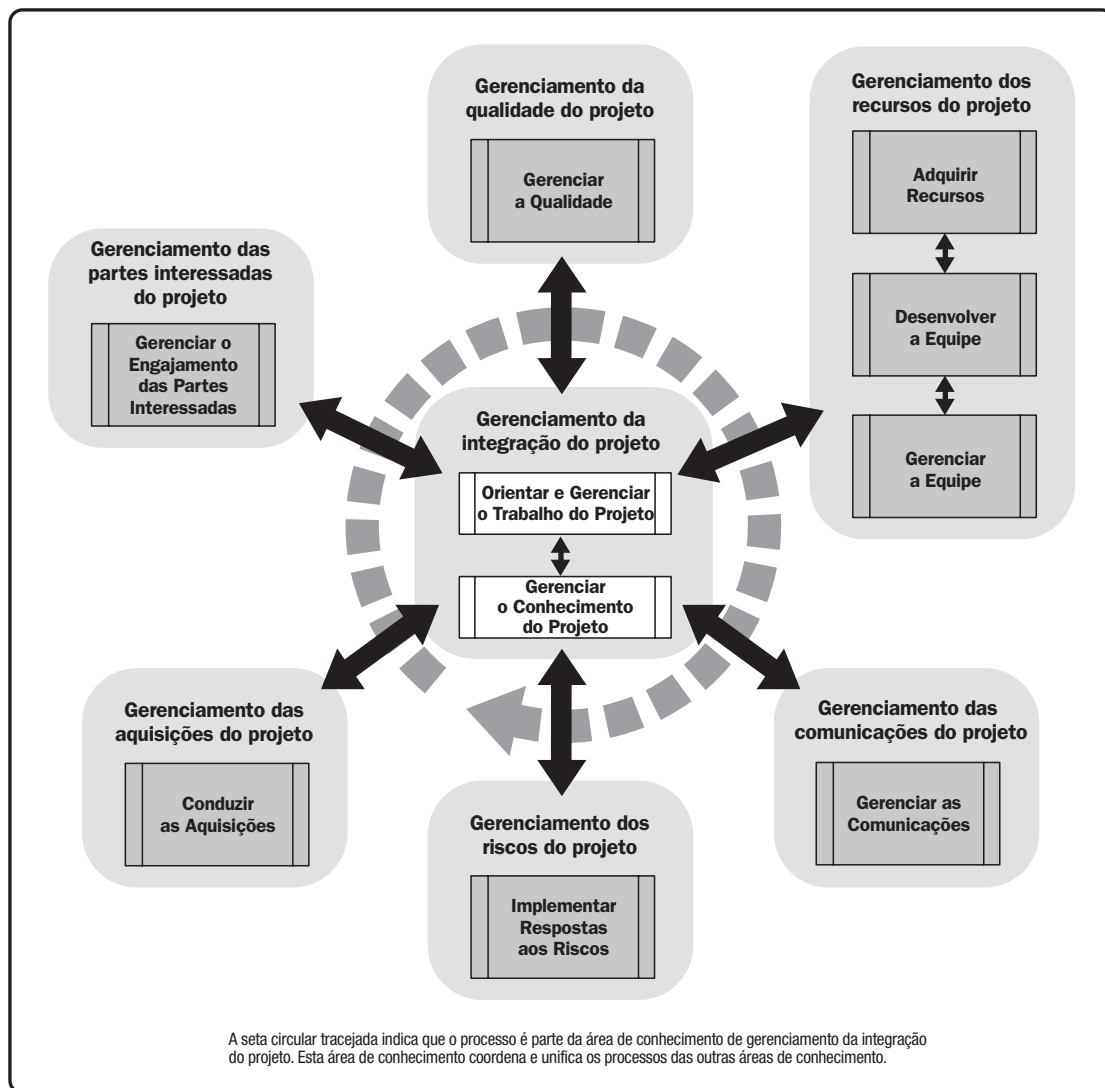 Gerenciamento da
qualidade do projeto
Gerenciar
a Qualidade
Gerenciamento dos
recursos do projeto
Adquirir
Recursos
Desenvolver
a Equipe
Gerenciar
a Equipe
Gerenciamento das
partes interessadas
do projeto
Gerenciar o
Engajamento
das Partes
Interessadas
Gerenciamento da
integração do projeto
Orientar e Gerenciar
o Trabalho do Projeto
Gerenciar
o Conhecimento
do Projeto
Gerenciamento das
aquisições do projeto
Conduzir
as Aquisições
Gerenciamento dos
riscos do projeto
Implementar
Respostas
aos Riscos
Gerenciamento das
comunicações do projeto
Gerenciar as
Comunicações
A seta circular tracejada indica que o processo é parte da área de conhecimento de gerenciamento da integração
do projeto. Esta área de conhecimento coordena e unifica os processos das outras áreas de conhecimento.